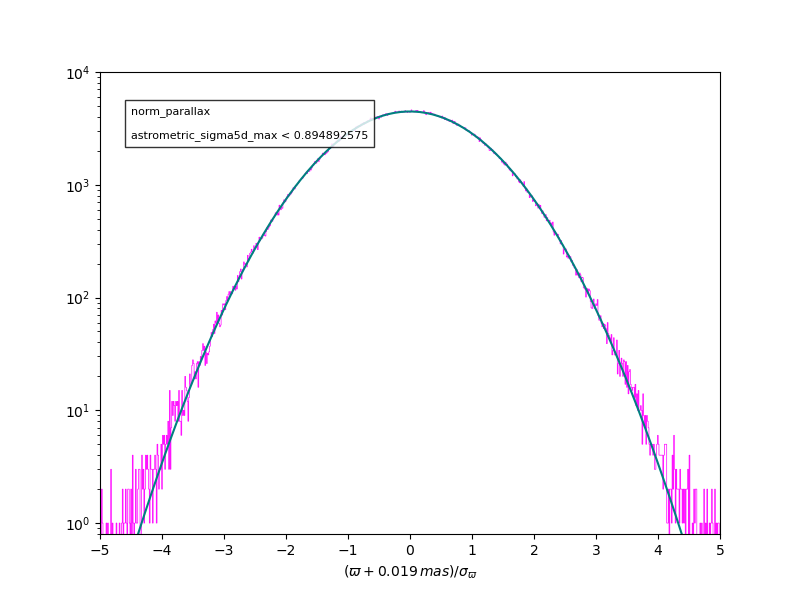 10⁴
norm_parallax
astrometric_sigma5d_max < 0.894892575
10³
10²
10¹
10⁰
−5 −4 −3 −2 −1 0 1 2 3 4 5
(ϖ + 0.019 mas)/σ_ϖ